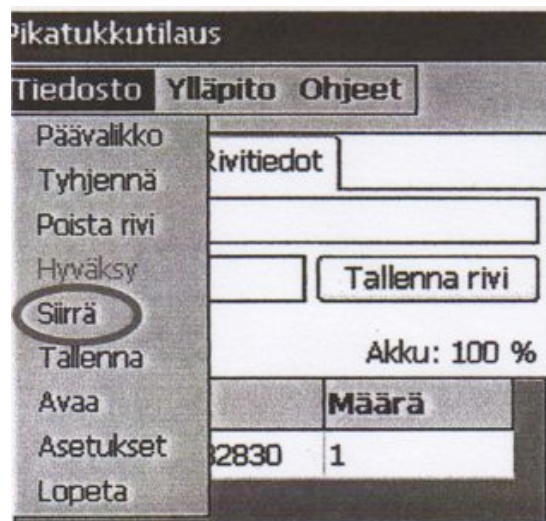 Pikatukkutilaus
Tiedosto Ylläpito Ohjeet
Päävalikko
Rivitiedot
Tyhjennä
Poista rivi
Hyväksy
Tallenna rivi
Siirrä
Tallenna
Akku: 100 %
Avaa
Määrä
Asetukset
32830 1
Lopeta